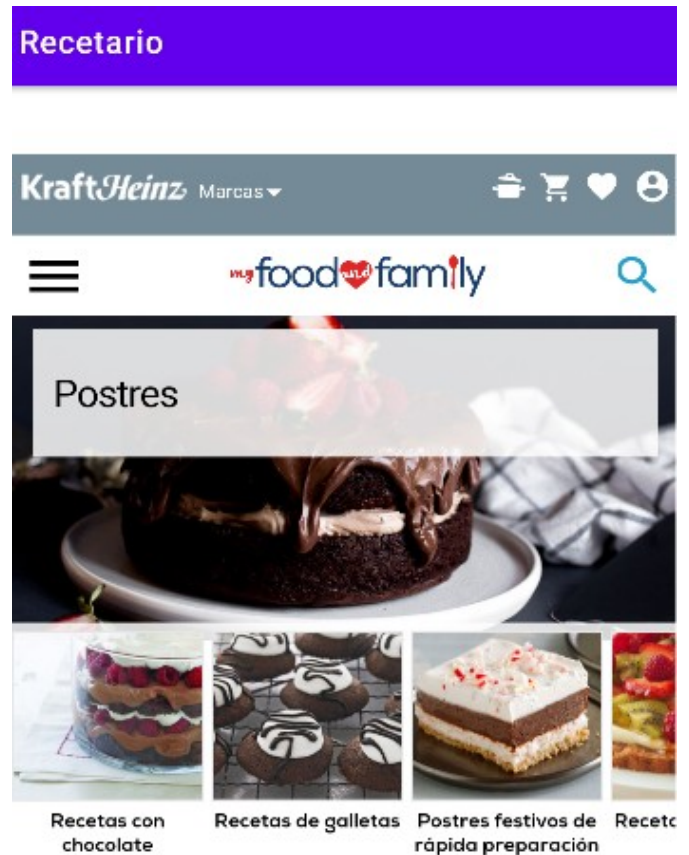 Recetario
KraftHeinz Marcas
my food and family
Postres
Recetas con
chocolate
Recetas de galletas
Postres festivos de
rápida preparación